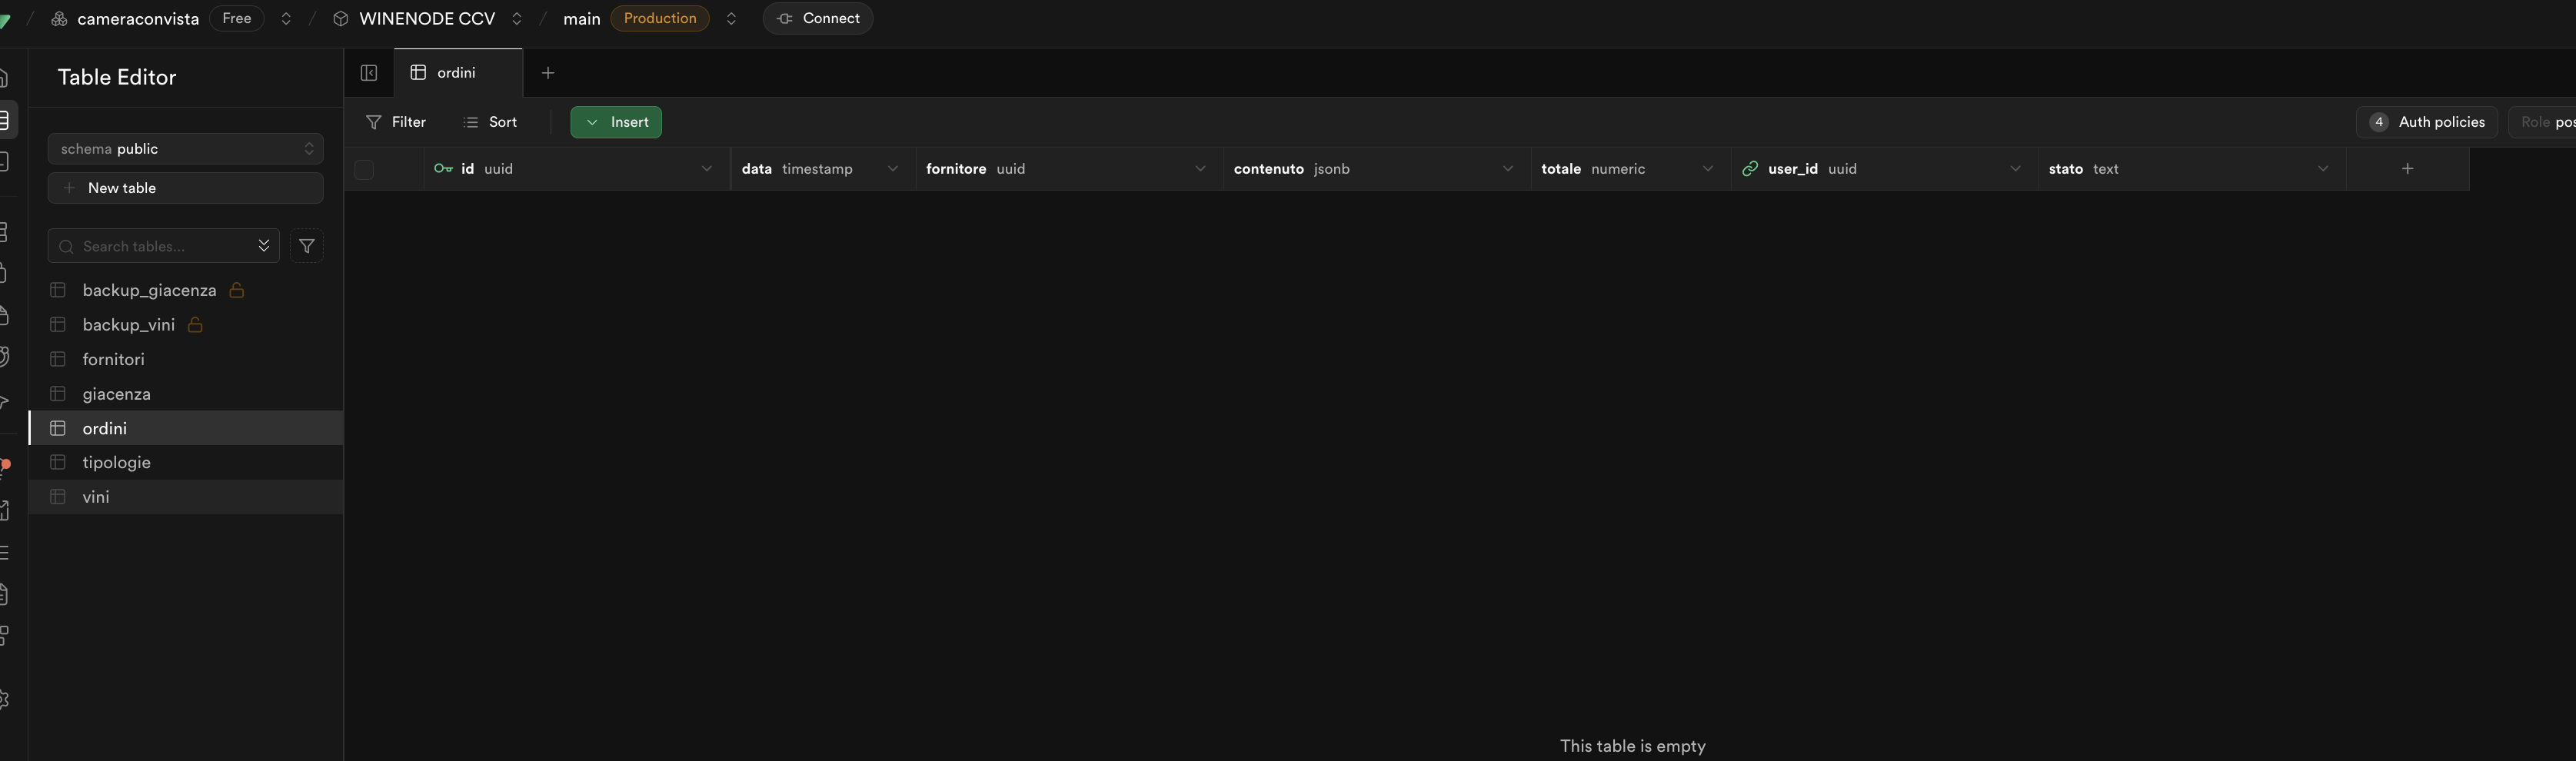 / cameraconvista Free / WINENODE CCV / main Production Connect
Table Editor
schema public
New table
Search tables...
backup_giacenza
backup_vini
fornitori
giacenza
ordini
tipologie
vini
ordini
Filter Sort Insert 4 Auth policies Role pos
id uuid data timestamp fornitore uuid contenuto jsonb totale numeric user_id uuid stato text
This table is empty